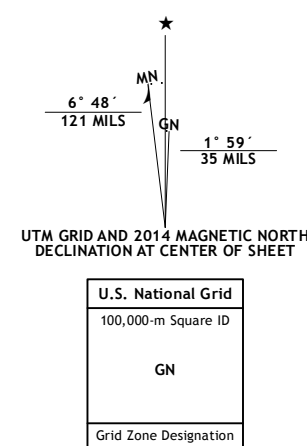 ★
MN.
GN
6° 48´
121 MILS
1° 59´
35 MILS
UTM GRID AND 2014 MAGNETIC NORTH
DECLINATION AT CENTER OF SHEET
U.S. National Grid
100,000-m Square ID
GN
Grid Zone Designation